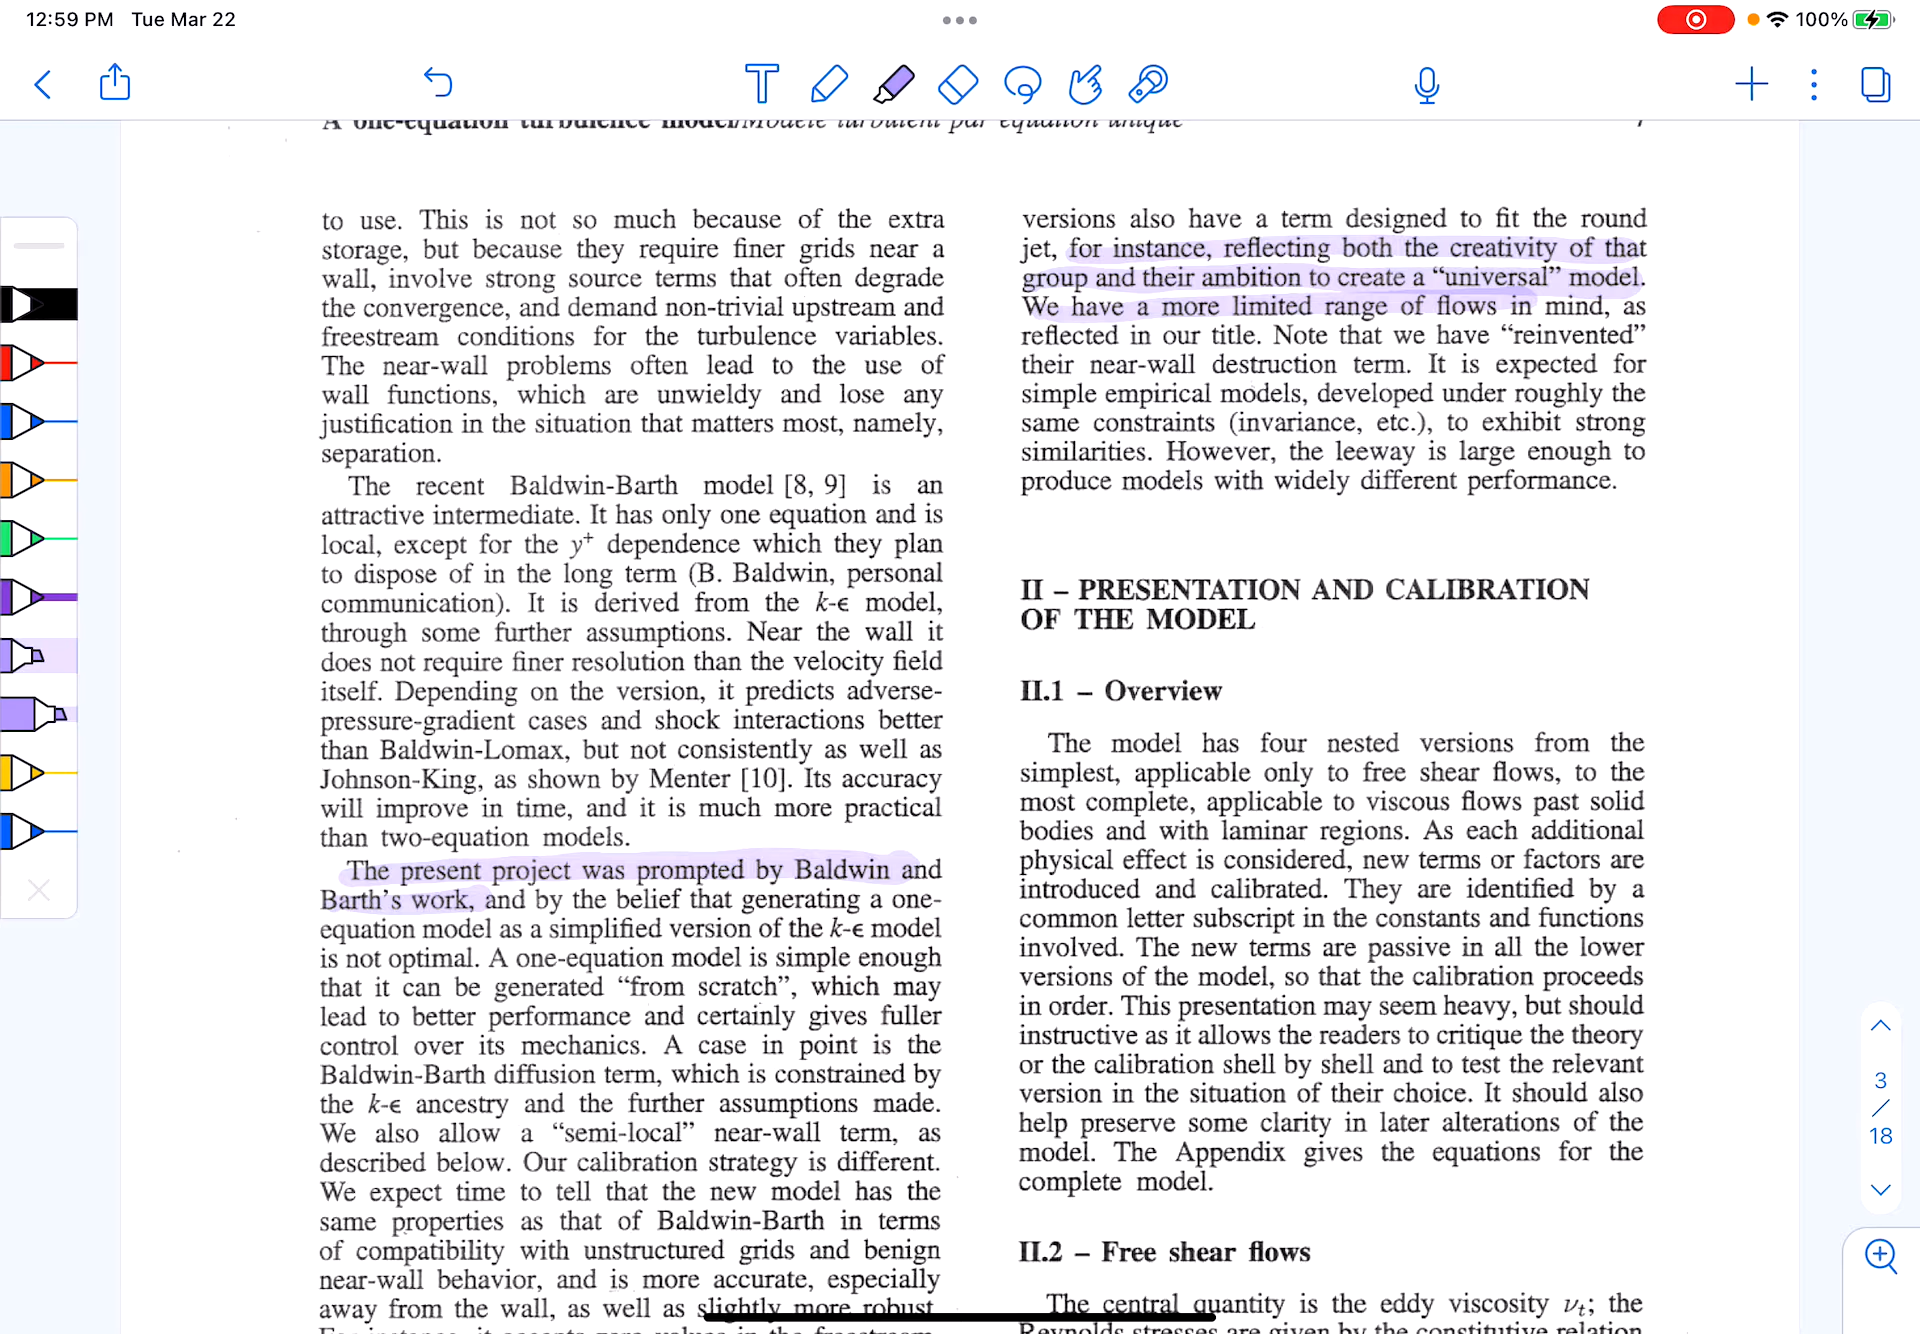 12:59 PM Tue Mar 22
100%
A one-equation turbulence model/Modèle turbulent par équation unique
to use. This is not so much because of the extra
storage, but because they require finer grids near a
wall, involve strong source terms that often degrade
the convergence, and demand non-trivial upstream and
freestream conditions for the turbulence variables.
The near-wall problems often lead to the use of
wall functions, which are unwieldy and lose any
justification in the situation that matters most, namely,
separation.
The recent Baldwin-Barth model [8, 9] is an
attractive intermediate. It has only one equation and is
local, except for the y⁺ dependence which they plan
to dispose of in the long term (B. Baldwin, personal
communication). It is derived from the k-ϵ model,
through some further assumptions. Near the wall it
does not require finer resolution than the velocity field
itself. Depending on the version, it predicts adverse-
pressure-gradient cases and shock interactions better
than Baldwin-Lomax, but not consistently as well as
Johnson-King, as shown by Menter [10]. Its accuracy
will improve in time, and it is much more practical
than two-equation models.
The present project was prompted by Baldwin and
Barth's work, and by the belief that generating a one-
equation model as a simplified version of the k-ϵ model
is not optimal. A one-equation model is simple enough
that it can be generated “from scratch”, which may
lead to better performance and certainly gives fuller
control over its mechanics. A case in point is the
Baldwin-Barth diffusion term, which is constrained by
the k-ϵ ancestry and the further assumptions made.
We also allow a “semi-local” near-wall term, as
described below. Our calibration strategy is different.
We expect time to tell that the new model has the
same properties as that of Baldwin-Barth in terms
of compatibility with unstructured grids and benign
near-wall behavior, and is more accurate, especially
away from the wall, as well as slightly more robust.
versions also have a term designed to fit the round
jet, for instance, reflecting both the creativity of that
group and their ambition to create a “universal” model.
We have a more limited range of flows in mind, as
reflected in our title. Note that we have “reinvented”
their near-wall destruction term. It is expected for
simple empirical models, developed under roughly the
same constraints (invariance, etc.), to exhibit strong
similarities. However, the leeway is large enough to
produce models with widely different performance.
II – PRESENTATION AND CALIBRATION
OF THE MODEL
II.1 – Overview
The model has four nested versions from the
simplest, applicable only to free shear flows, to the
most complete, applicable to viscous flows past solid
bodies and with laminar regions. As each additional
physical effect is considered, new terms or factors are
introduced and calibrated. They are identified by a
common letter subscript in the constants and functions
involved. The new terms are passive in all the lower
versions of the model, so that the calibration proceeds
in order. This presentation may seem heavy, but should
instructive as it allows the readers to critique the theory
or the calibration shell by shell and to test the relevant
version in the situation of their choice. It should also
help preserve some clarity in later alterations of the
model. The Appendix gives the equations for the
complete model.
II.2 – Free shear flows
The central quantity is the eddy viscosity νₜ; the
Reynolds stresses are given by the constitutive relation
3
/
18